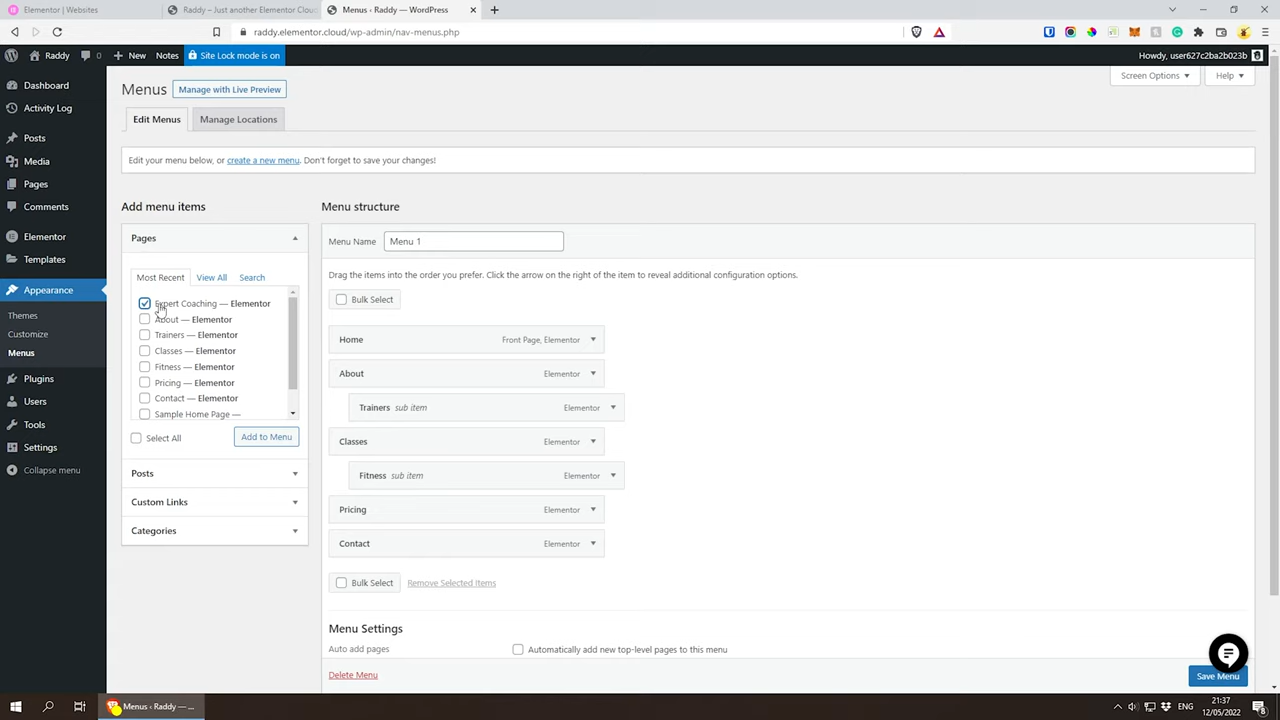 Elementor | Websites
Raddy – Just another Elementor Clou
Menus ‹ Raddy — WordPress
raddy.elementor.cloud/wp-admin/nav-menus.php
Raddy
0
New
Notes
Site Lock mode is on
Howdy, user627c2ba2b023b
Dashboard
Activity Log
Posts
Media
Pages
Comments
Elementor
Templates
Appearance
Themes
Customize
Menus
Plugins
Users
Tools
Settings
Collapse menu
Menus
Manage with Live Preview
Screen Options
Help
Edit Menus
Manage Locations
Edit your menu below, or create a new menu. Don't forget to save your changes!
Add menu items
Pages
Most Recent
View All
Search
Expert Coaching — Elementor
About — Elementor
Trainers — Elementor
Classes — Elementor
Fitness — Elementor
Pricing — Elementor
Contact — Elementor
Sample Home Page —
Select All
Add to Menu
Posts
Custom Links
Categories
Menu structure
Menu Name
Menu 1
Drag the items into the order you prefer. Click the arrow on the right of the item to reveal additional configuration options.
Bulk Select
Home
Front Page, Elementor
About
Elementor
Trainers sub item
Elementor
Classes
Elementor
Fitness sub item
Elementor
Pricing
Elementor
Contact
Elementor
Bulk Select
Remove Selected Items
Menu Settings
Auto add pages
Automatically add new top-level pages to this menu
Delete Menu
Save Menu
Menus ‹ Raddy — ...
ENG
21:37
12/05/2022